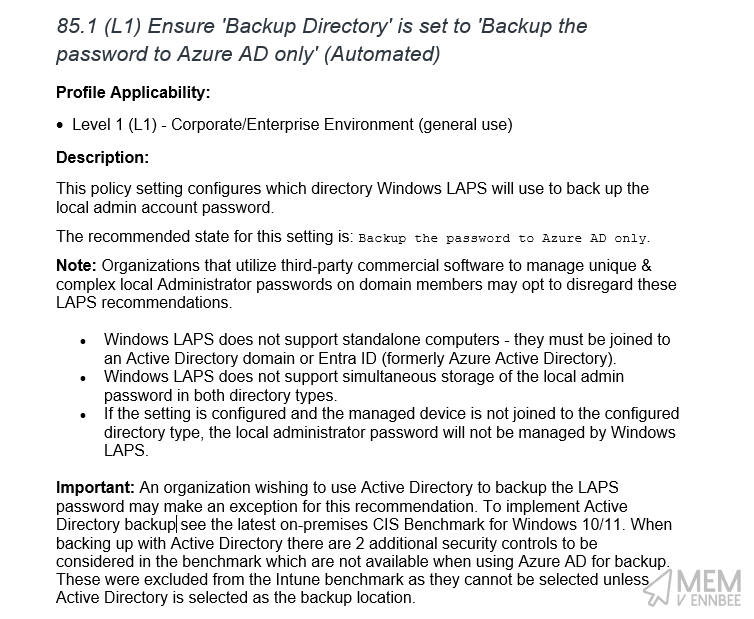 85.1 (L1) Ensure 'Backup Directory' is set to 'Backup the
password to Azure AD only' (Automated)
Profile Applicability:
• Level 1 (L1) - Corporate/Enterprise Environment (general use)
Description:
This policy setting configures which directory Windows LAPS will use to back up the
local admin account password.
The recommended state for this setting is: Backup the password to Azure AD only.
Note: Organizations that utilize third-party commercial software to manage unique &
complex local Administrator passwords on domain members may opt to disregard these
LAPS recommendations.
• Windows LAPS does not support standalone computers - they must be joined to
an Active Directory domain or Entra ID (formerly Azure Active Directory).
• Windows LAPS does not support simultaneous storage of the local admin
password in both directory types.
• If the setting is configured and the managed device is not joined to the configured
directory type, the local administrator password will not be managed by Windows
LAPS.
Important: An organization wishing to use Active Directory to backup the LAPS
password may make an exception for this recommendation. To implement Active
Directory backup see the latest on-premises CIS Benchmark for Windows 10/11. When
backing up with Active Directory there are 2 additional security controls to be
considered in the benchmark which are not available when using Azure AD for backup.
These were excluded from the Intune benchmark as they cannot be selected unless
Active Directory is selected as the backup location.
MEM
V ENNBEE